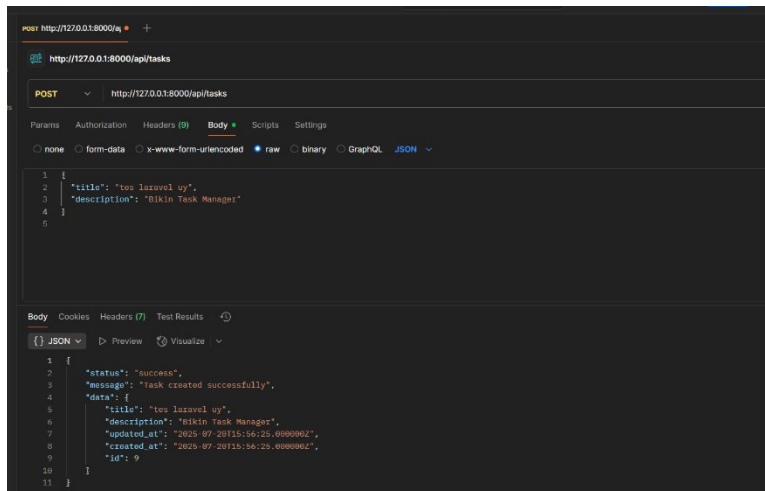 POST http://127.0.0.1:8000/a
http://127.0.0.1:8000/api/tasks
POST http://127.0.0.1:8000/api/tasks
Params Authorization Headers (9) Body Scripts Settings
none form-data x-www-form-urlencoded raw binary GraphQL JSON
1 {
2 "title": "tes laravel uy",
3 "description": "Bikin Task Manager"
4 }
5
Body Cookies Headers (7) Test Results
{} JSON Preview Visualize
1 {
2 "status": "success",
3 "message": "Task created successfully",
4 "data": {
5 "title": "tes laravel uy",
6 "description": "Bikin Task Manager",
7 "updated_at": "2025-07-20T15:56:25.000000Z",
8 "created_at": "2025-07-20T15:56:25.000000Z",
9 "id": 9
10 }
11 }